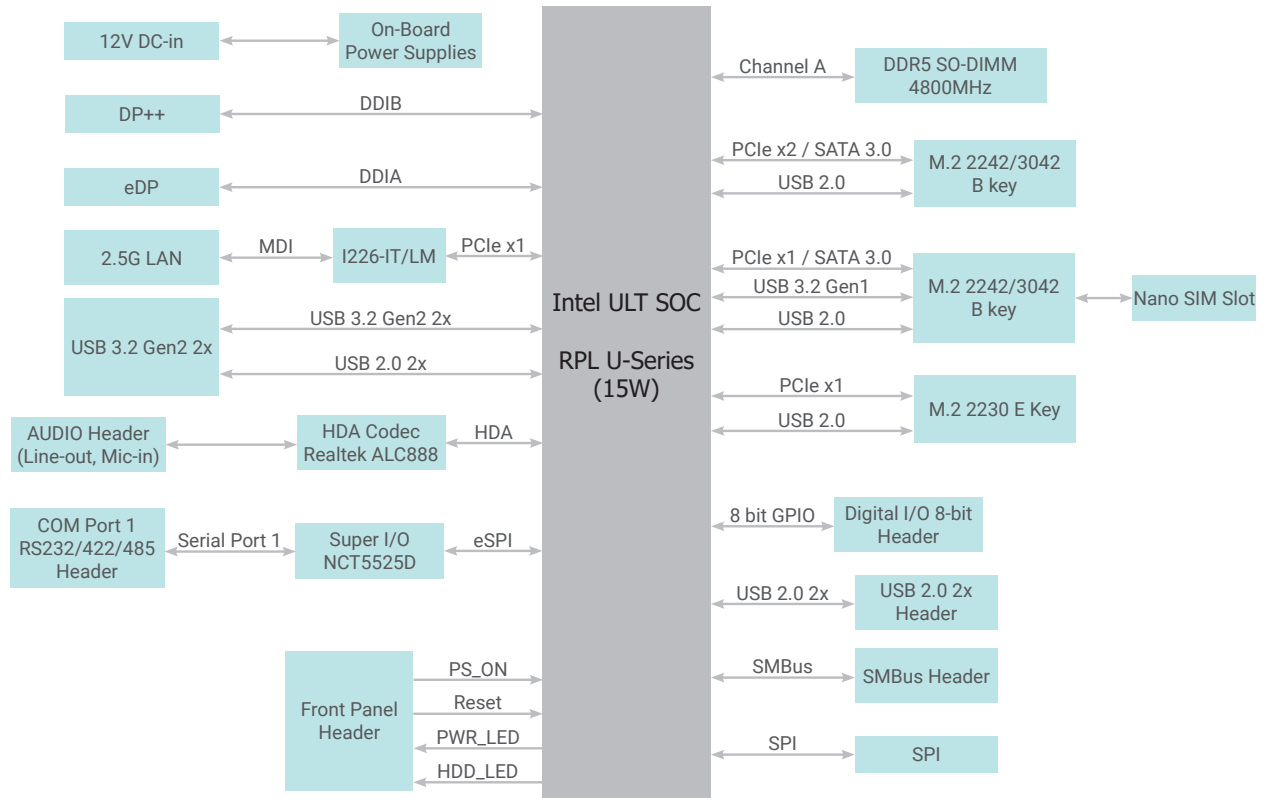 12V DC-in
On-Board
Power Supplies
DP++
DDIB
eDP
DDIA
2.5G LAN
MDI
I226-IT/LM
PCIe x1
USB 3.2 Gen2 2x
USB 3.2 Gen2 2x
USB 2.0 2x
AUDIO Header
(Line-out, Mic-in)
HDA Codec
Realtek ALC888
HDA
COM Port 1
RS232/422/485
Header
Serial Port 1
Super I/O
NCT5525D
eSPI
Front Panel
Header
PS_ON
Reset
PWR_LED
HDD_LED
Intel ULT SOC
RPL U-Series
(15W)
Channel A
DDR5 SO-DIMM
4800MHz
PCIe x2 / SATA 3.0
USB 2.0
M.2 2242/3042
B key
PCIe x1 / SATA 3.0
USB 3.2 Gen1
USB 2.0
M.2 2242/3042
B key
Nano SIM Slot
PCIe x1
USB 2.0
M.2 2230 E Key
8 bit GPIO
Digital I/O 8-bit
Header
USB 2.0 2x
USB 2.0 2x
Header
SMBus
SMBus Header
SPI
SPI